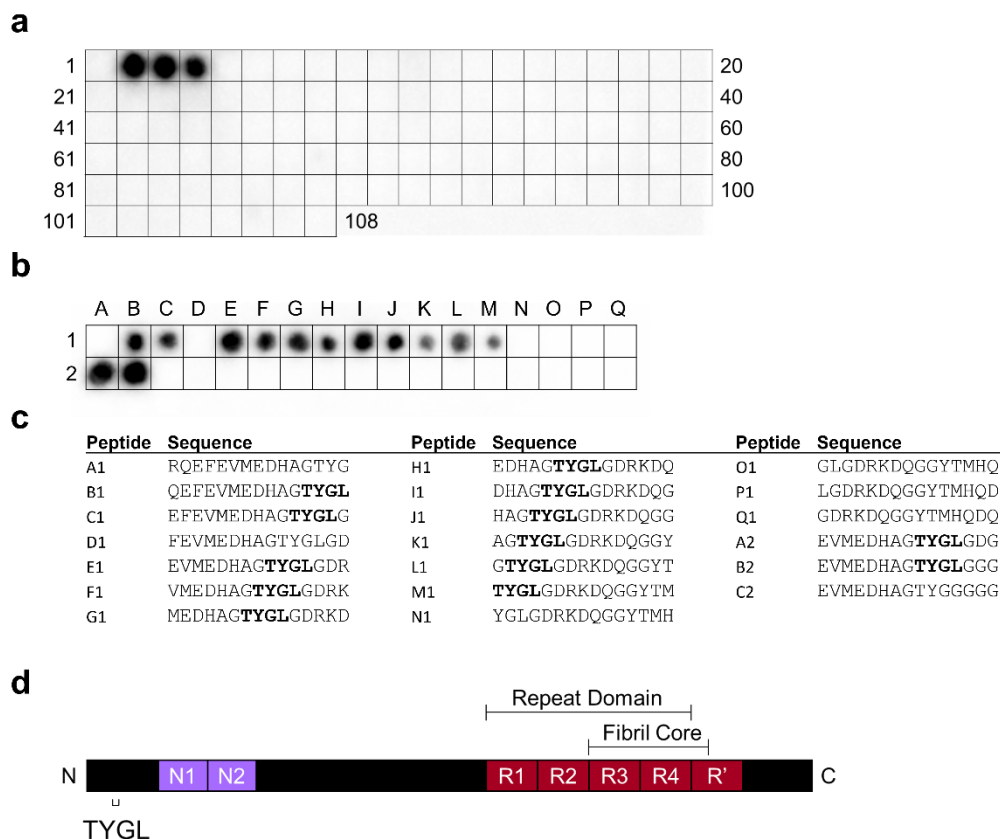 a
1 20
21 40
41 60
61 80
81 100
101 108
b
A B C D E F G H I J K L M N O P Q
1
2
c
Peptide Sequence Peptide Sequence Peptide Sequence
A1 RQEFEVMEDHAGTYG H1 EDHAGTYGLGDRKDQ O1 GLGDRKDQGGYTMHQ
B1 QEFEVMEDHAGTYGL I1 DHAGTYGLGDRKDQG P1 LGDRKDQGGYTMHQD
C1 EFEVMEDHAGTYGLG J1 HAGTYGLGDRKDQGG Q1 GDRKDQGGYTMHQDQ
D1 FEVMEDHAGTYGLGD K1 AGTYGLGDRKDQGGY A2 EVMEDHAGTYGLGDG
E1 EVMEDHAGTYGLGDR L1 GTYGLGDRKDQGGYT B2 EVMEDHAGTYGLGGG
F1 VMEDHAGTYGLGDRK M1 TYGLGDRKDQGGYTM C2 EVMEDHAGTYGGGGG
G1 MEDHAGTYGLGDRKD N1 YGLGDRKDQGGYTMH
d
Repeat Domain
Fibril Core
N N1 N2 R1 R2 R3 R4 R' C
TYGL